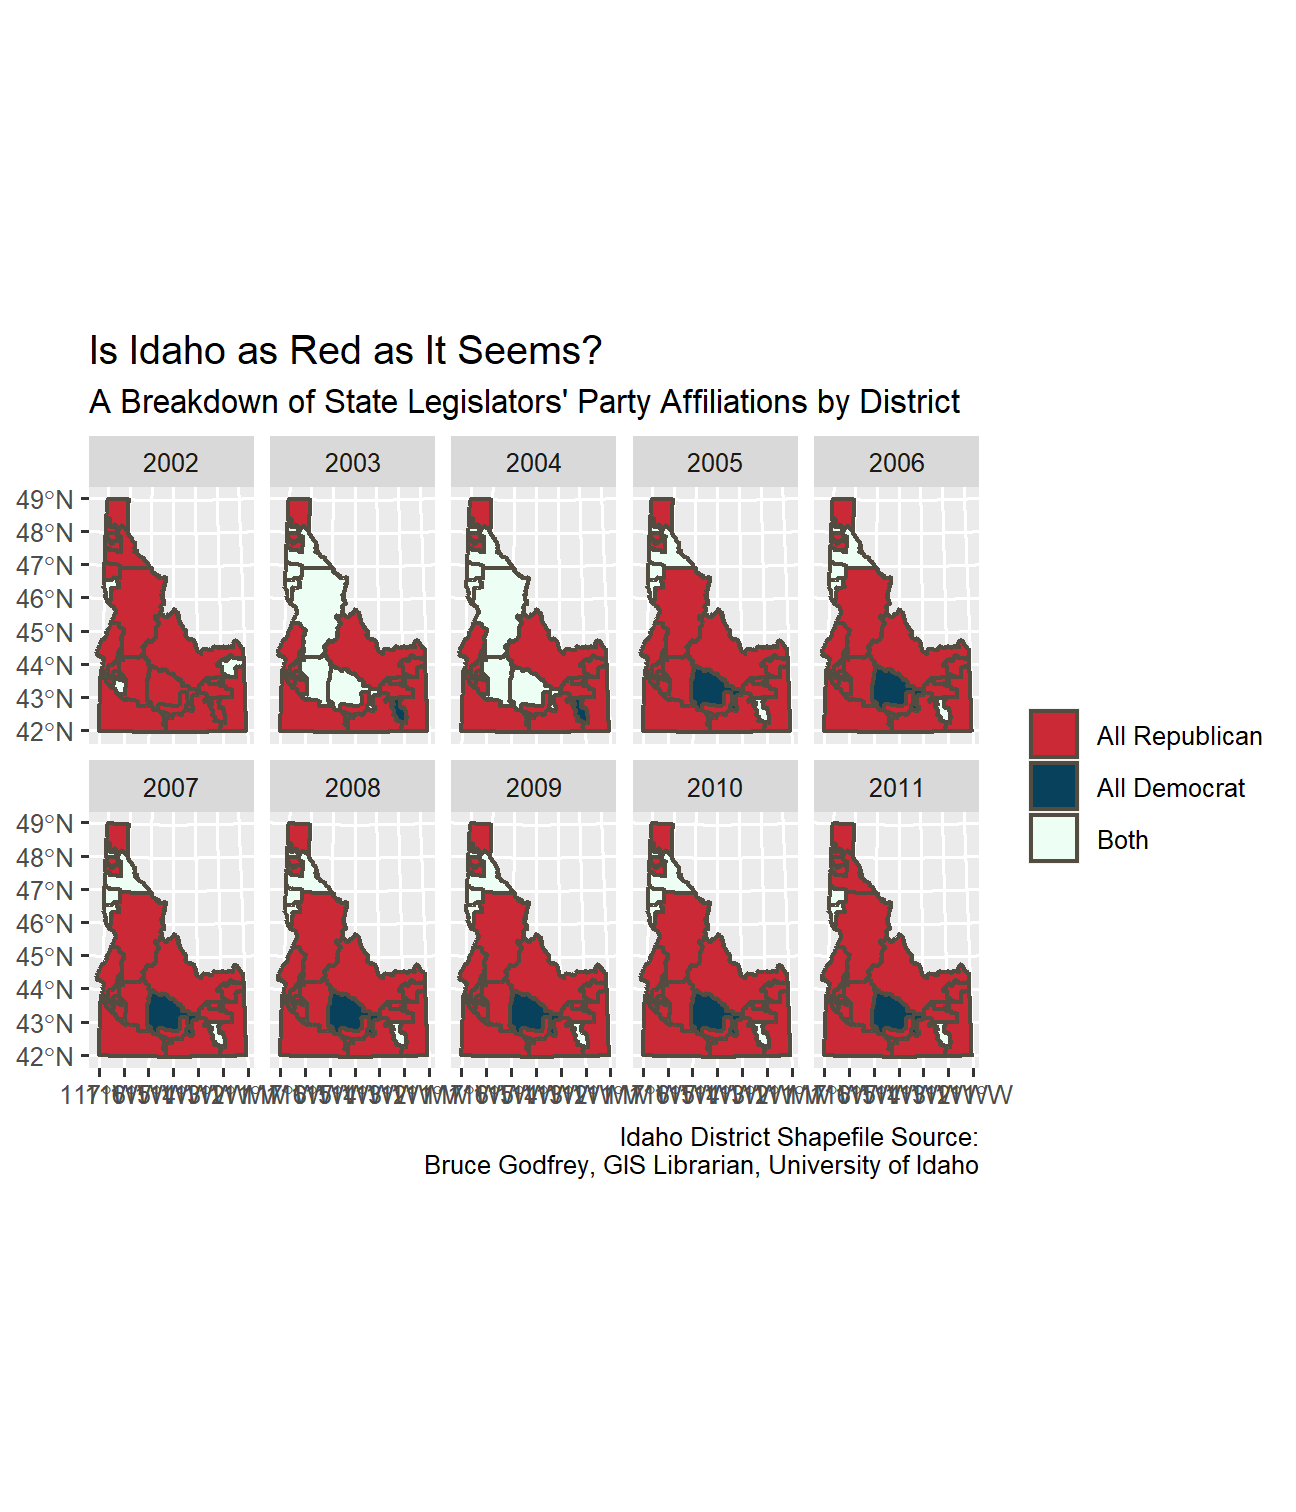 Is Idaho as Red as It Seems?
A Breakdown of State Legislators' Party Affiliations by District
2002 2003 2004 2005 2006
49°N
48°N
47°N
46°N
45°N
44°N
43°N
42°N
All Republican
All Democrat
Both
2007 2008 2009 2010 2011
49°N
48°N
47°N
46°N
45°N
44°N
43°N
42°N
Idaho District Shapefile Source:
Bruce Godfrey, GIS Librarian, University of Idaho